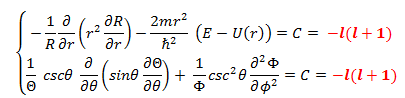 − 1/R ∂/∂r (r² ∂R/∂r) − 2mr²/ħ² (E − U(r)) = C = −l(l + 1)
1/Θ cscθ ∂/∂θ (sinθ ∂Θ/∂θ) + 1/Φ csc²θ ∂²Φ/∂ϕ² = C = −l(l + 1)